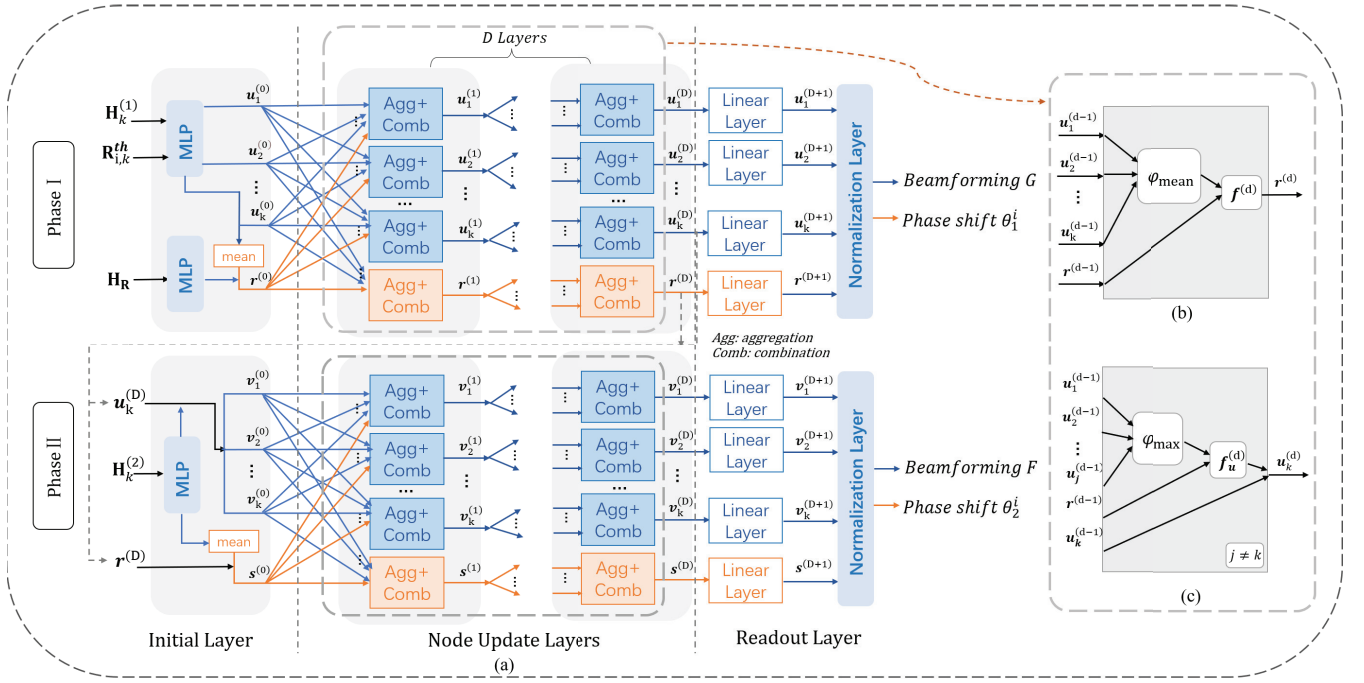 Phase I
H_k^(1)
R_{i,k}^{th}
H_R
MLP
MLP
mean
u_1^(0)
u_2^(0)
...
u_k^(0)
r^(0)
D Layers
Agg+
Comb
Agg+
Comb
...
Agg+
Comb
Agg+
Comb
u_1^(1)
u_2^(1)
...
u_k^(1)
r^(1)
Agg+
Comb
Agg+
Comb
...
Agg+
Comb
Agg+
Comb
u_1^(D)
u_2^(D)
...
u_k^(D)
r^(D)
Linear
Layer
Linear
Layer
Linear
Layer
Linear
Layer
u_1^(D+1)
u_2^(D+1)
u_k^(D+1)
r^(D+1)
Normalization Layer
Beamforming G
Phase shift θ_1^i
Agg: aggregation
Comb: combination
Phase II
u_k^(D)
H_k^(2)
r^(D)
MLP
mean
v_1^(0)
v_2^(0)
...
v_k^(0)
s^(0)
Agg+
Comb
Agg+
Comb
...
Agg+
Comb
Agg+
Comb
v_1^(1)
v_2^(1)
...
v_k^(1)
s^(1)
Agg+
Comb
Agg+
Comb
...
Agg+
Comb
Agg+
Comb
v_1^(D)
v_2^(D)
...
v_k^(D)
s^(D)
Linear
Layer
Linear
Layer
Linear
Layer
Linear
Layer
v_1^(D+1)
v_2^(D+1)
v_k^(D+1)
s^(D+1)
Normalization Layer
Beamforming F
Phase shift θ_2^i
Initial Layer
Node Update Layers
Readout Layer
(a)
u_1^(d−1)
u_2^(d−1)
...
u_k^(d−1)
r^(d−1)
φ_mean
f^(d)
r^(d)
(b)
u_1^(d−1)
u_2^(d−1)
...
u_j^(d−1)
r^(d−1)
u_k^(d−1)
φ_max
f_u^(d)
u_k^(d)
j ≠ k
(c)